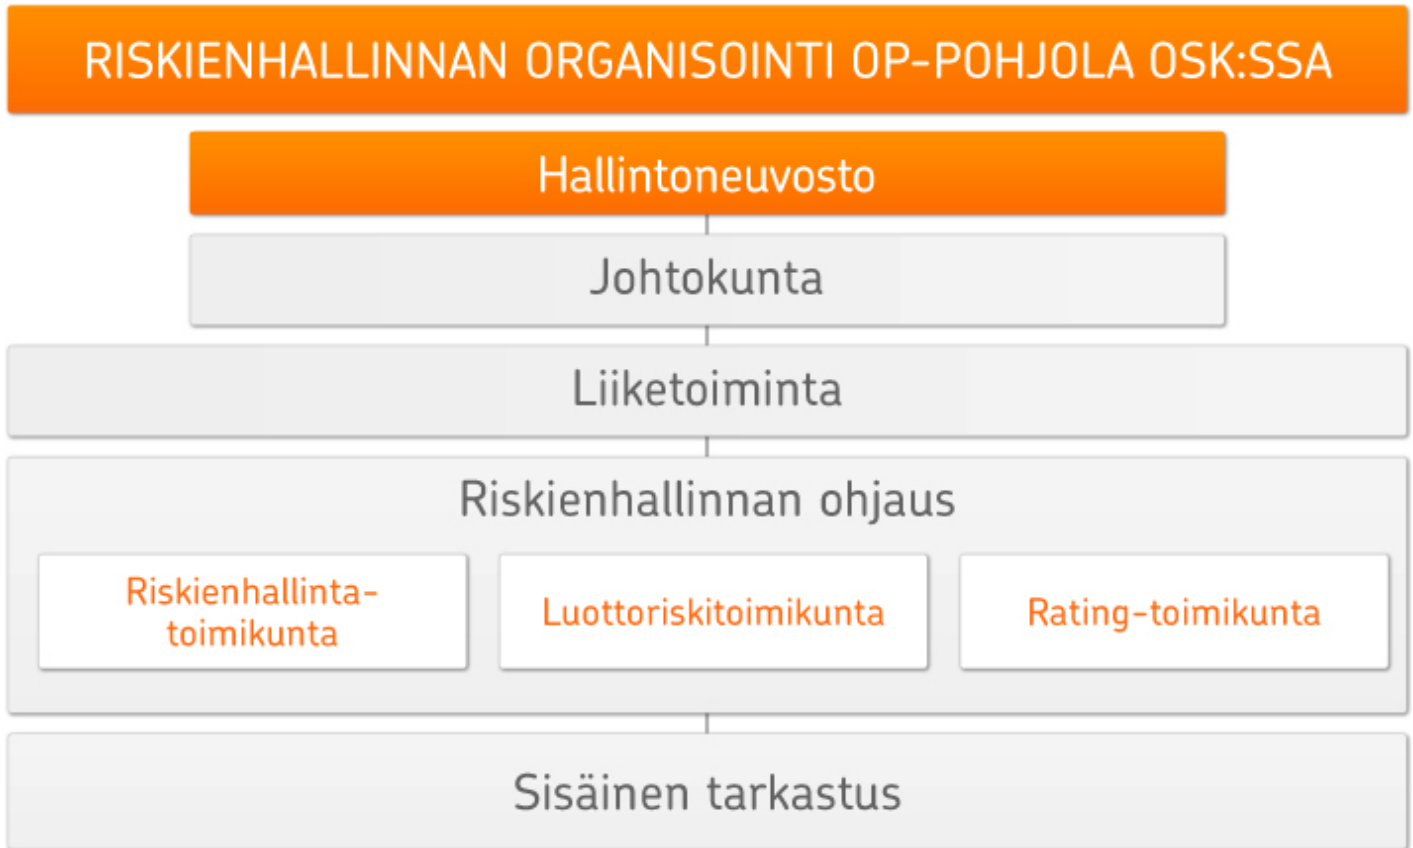 RISKIENHALLINNAN ORGANISOINTI OP-POHJOLA OSK:SSA
Hallintoneuvosto
Johtokunta
Liiketoiminta
Riskienhallinnan ohjaus
Riskienhallinta-
toimikunta
Luottoriskitoimikunta
Rating-toimikunta
Sisäinen tarkastus